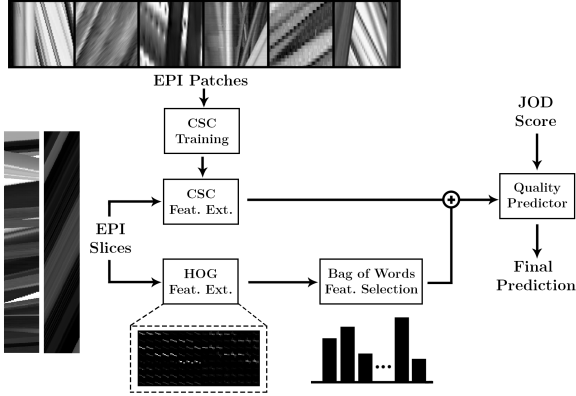 EPI Patches
CSC
Training
JOD
Score
CSC
Feat. Ext.
Quality
Predictor
EPI
Slices
HOG
Feat. Ext.
Bag of Words
Feat. Selection
Final
Prediction